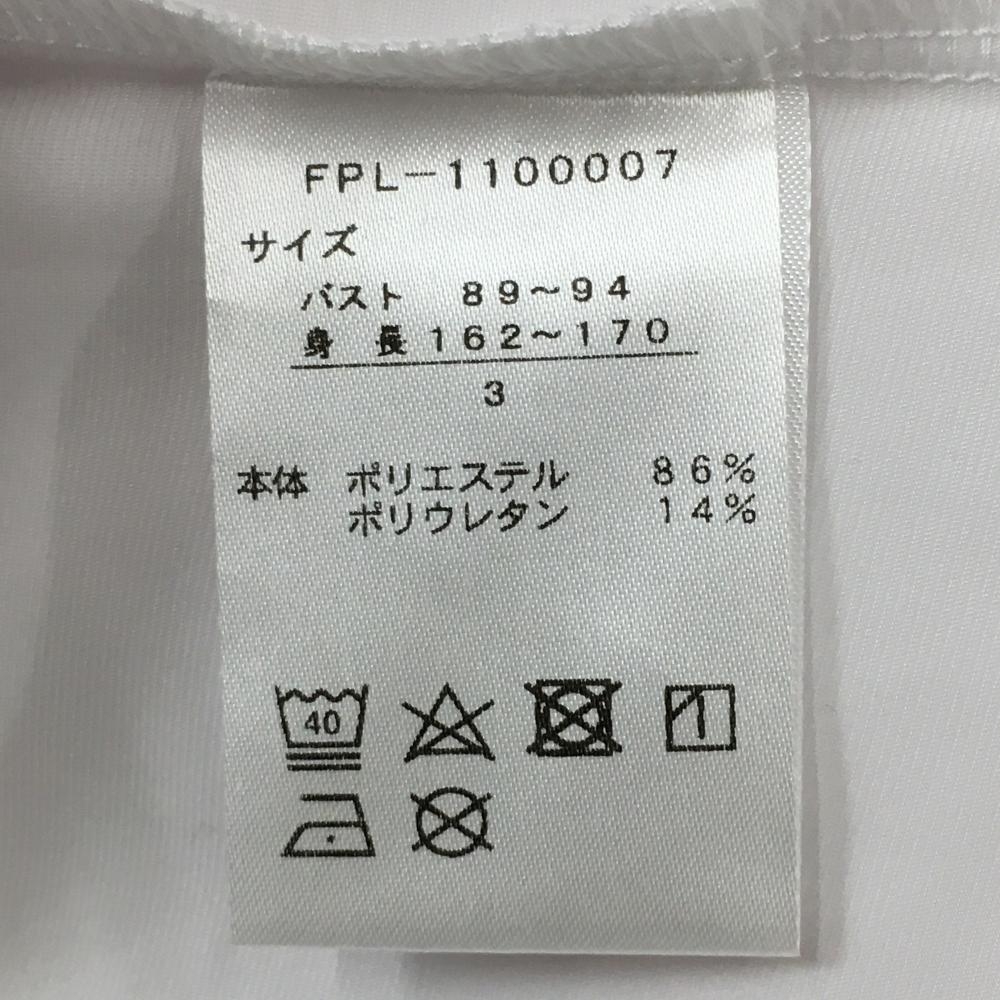 FPL-1100007
サイズ
バスト 89~94
身長162~170
3
本体 ポリエステル 86%
ポリウレタン 14%
40